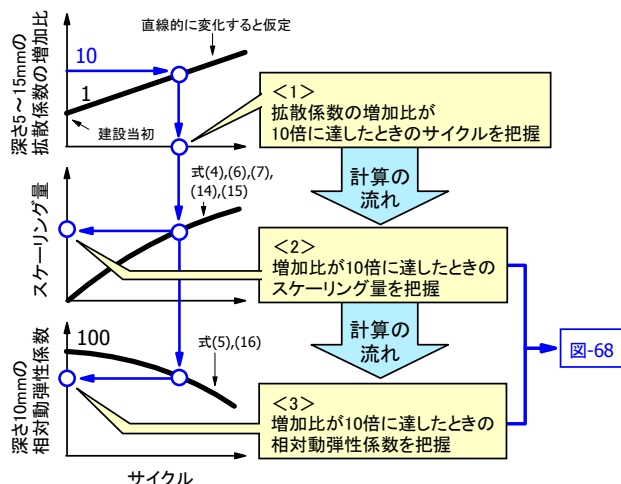 深さ5～15mmの
拡散係数の増加比
直線的に変化すると仮定
10
1
建設当初
<1>
拡散係数の増加比が
10倍に達したときのサイクルを把握
計算の
流れ
スケーリング量
式(4),(6),(7),
(14),(15)
<2>
増加比が10倍に達したときの
スケーリング量を把握
計算の
流れ
図-68
深さ10mmの
相対動弾性係数
100
式(5),(16)
<3>
増加比が10倍に達したときの
相対動弾性係数を把握
サイクル